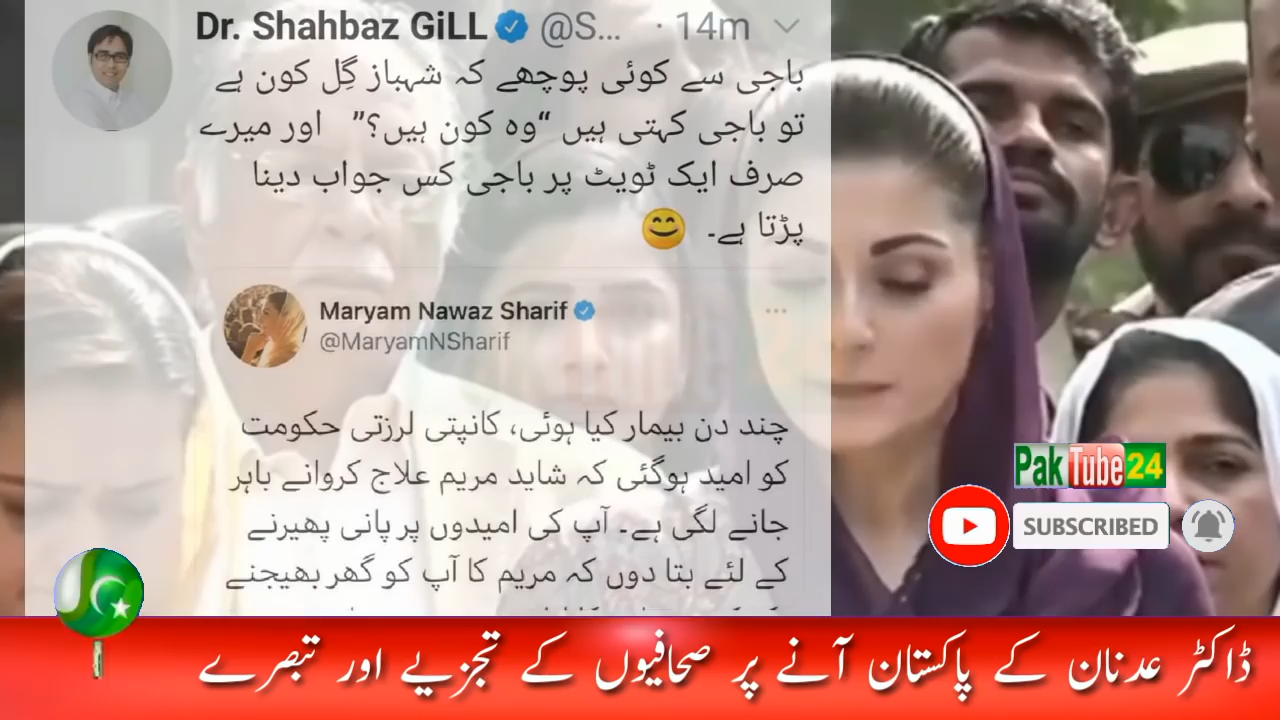 Dr. Shahbaz GiLL @S... · 14m
باجی سے کوئی پوچھے کہ شہباز گِل کون ہے
تو باجی کہتی ہیں “وہ کون ہیں؟” اور میرے
صرف ایک ٹویٹ پر باجی کس جواب دینا
پڑتا ہے۔ 😊
Maryam Nawaz Sharif
@MaryamNSharif
چند دن بیمار کیا ہوئی، کانپتی لرزتی حکومت
کو امید ہوگئی کہ شاید مریم علاج کروانے باہر
جانے لگی ہے۔ آپ کی امیدوں پر پانی پھیرنے
کے لئے بتا دوں کہ مریم کا آپ کو گھر بھیجنے
Pak Tube 24
SUBSCRIBED
ڈاکٹر عدنان کے پاکستان آنے پر صحافیوں کے تجزیے اور تبصرے